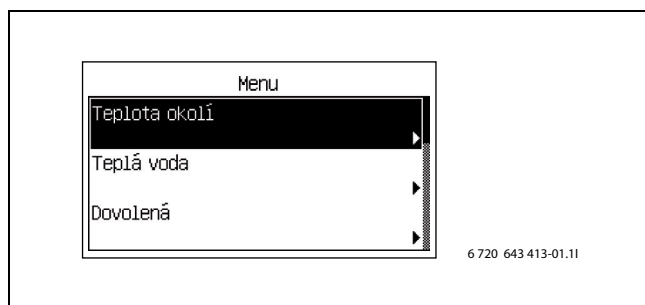 Menu
Teplota okolí
Teplá voda
Dovolená
6 720 643 413-01.1I